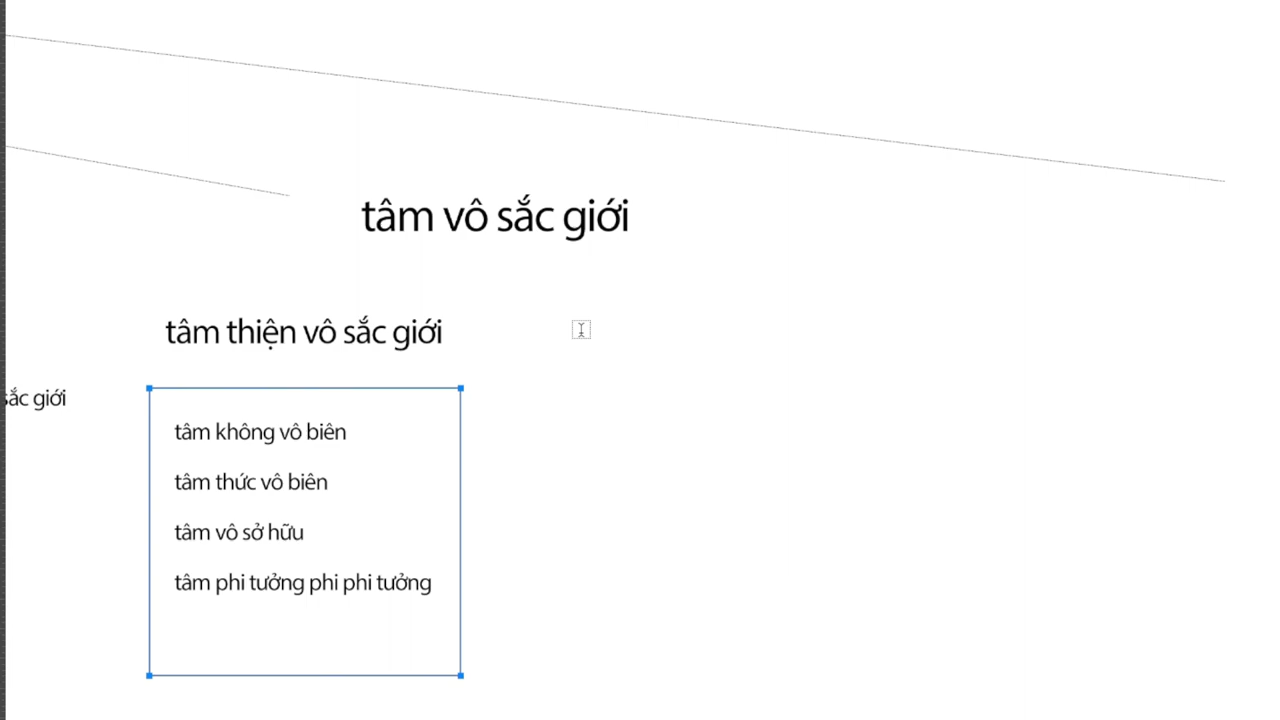 tâm vô sắc giới
tâm thiện vô sắc giới
sắc giới
tâm không vô biên
tâm thức vô biên
tâm vô sở hữu
tâm phi tưởng phi phi tưởng